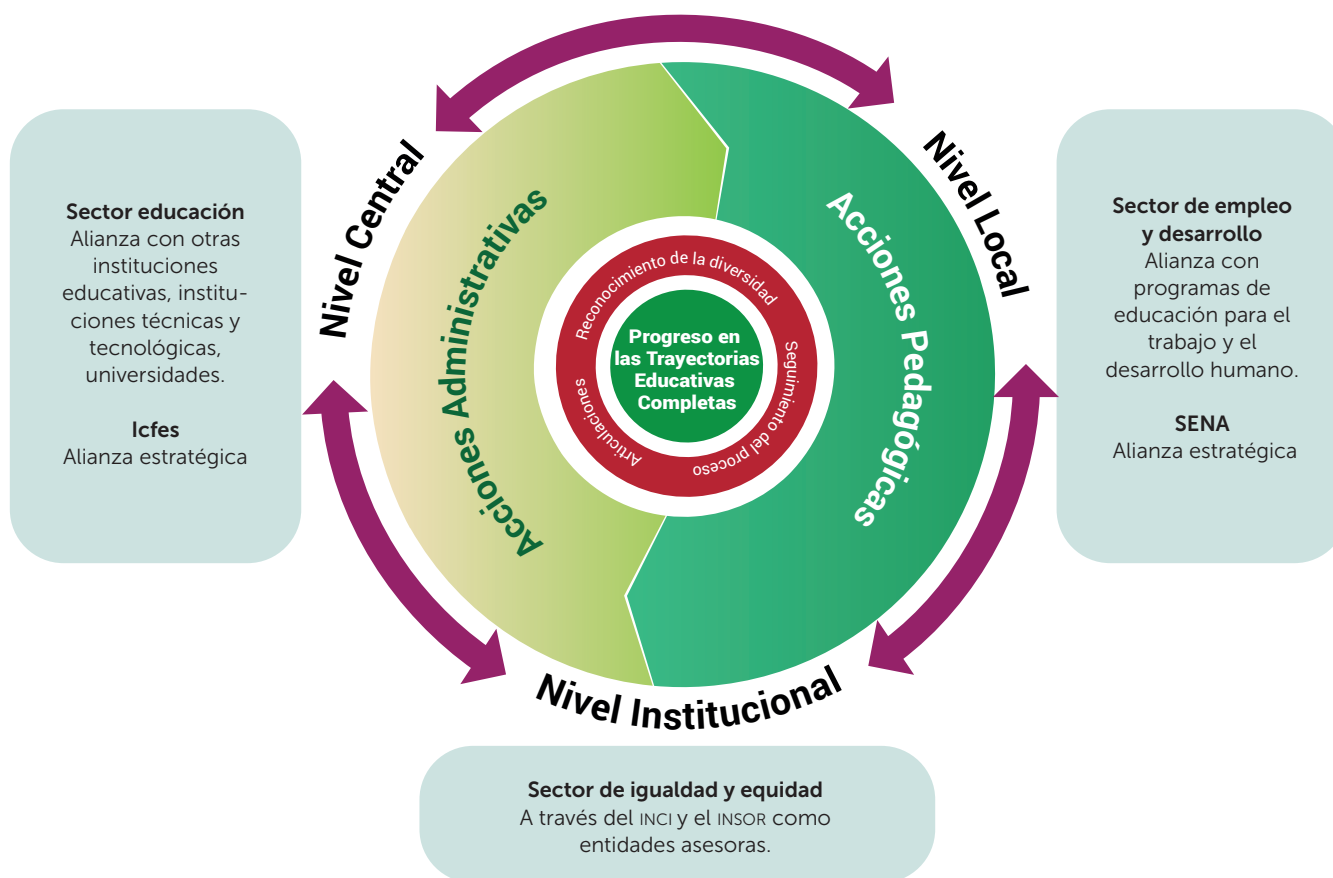 Nivel Central
Nivel Local
Nivel Institucional
Acciones Administrativas
Acciones Pedagógicas
Reconocimiento de la diversidad
Seguimiento del proceso
Articulaciones
Progreso en
las Trayectorias
Educativas
Completas
Sector educación
Alianza con otras
instituciones
educativas, institu-
ciones técnicas y
tecnológicas,
universidades.
Icfes
Alianza estratégica
Sector de empleo
y desarrollo
Alianza con
programas de
educación para el
trabajo y el
desarrollo humano.
SENA
Alianza estratégica
Sector de igualdad y equidad
A través del INCI y el INSOR como
entidades asesoras.